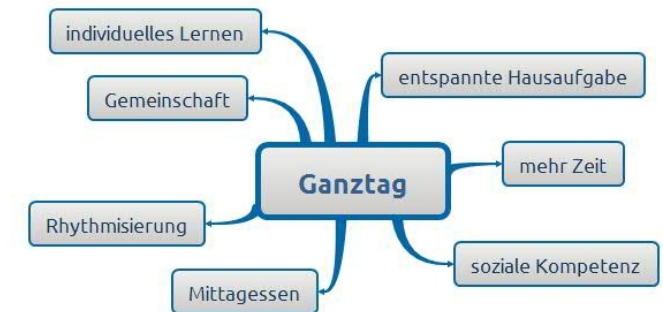 individuelles Lernen
entspannte Hausaufgabe
Gemeinschaft
mehr Zeit
Ganztag
Rhythmisierung
soziale Kompetenz
Mittagessen